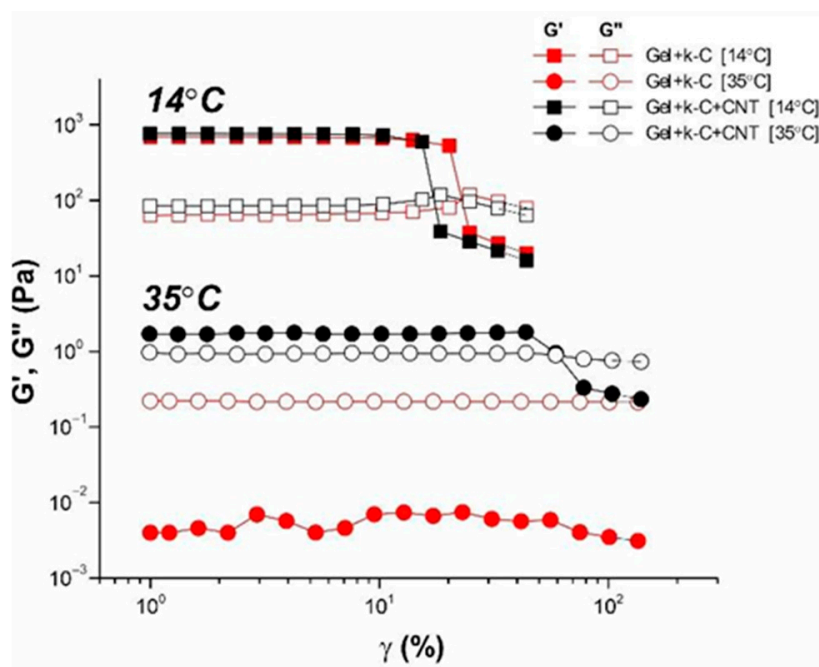 G' G"
Gel+k-C [14°C]
Gel+k-C [35°C]
Gel+k-C+CNT [14°C]
Gel+k-C+CNT [35°C]
14°C
35°C
G', G" (Pa)
10³
10²
10¹
10⁰
10⁻¹
10⁻²
10⁻³
10⁰ 10¹ 10²
γ (%)